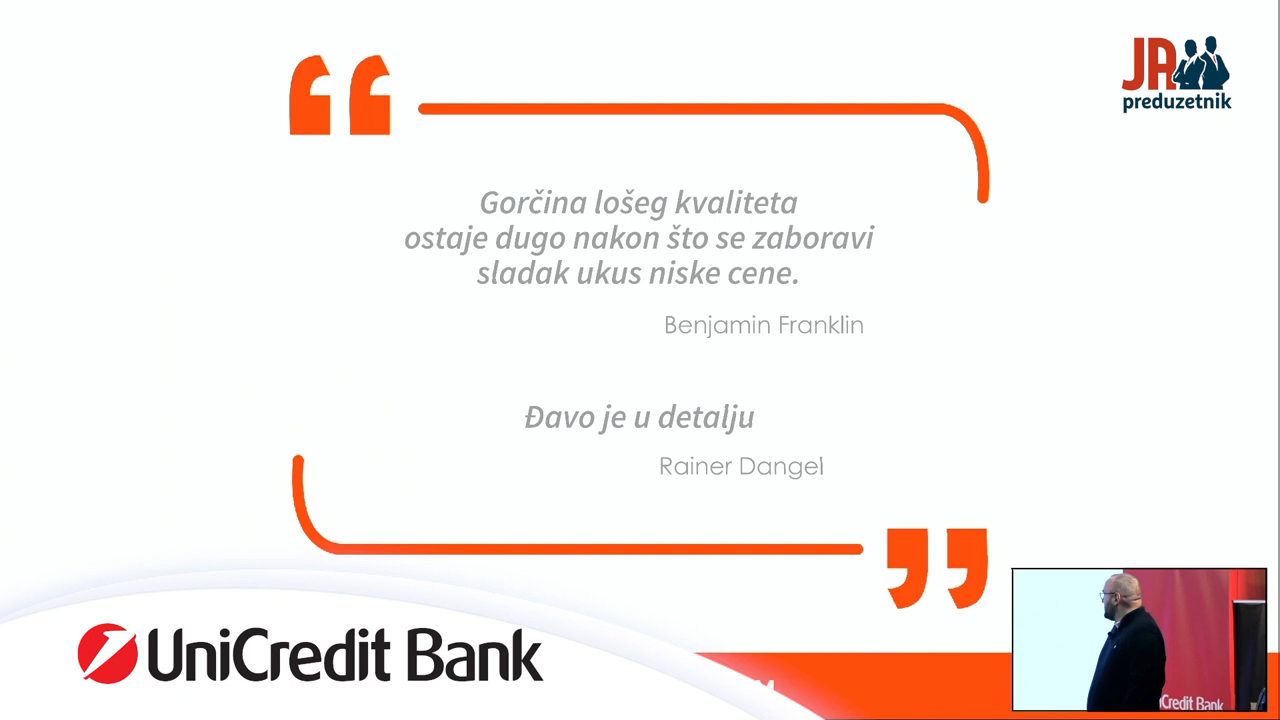 JA
preduzetnik
Gorčina lošeg kvaliteta
ostaje dugo nakon što se zaboravi
sladak ukus niske cene.
Benjamin Franklin
Đavo je u detalju
Rainer Dangel
UniCredit Bank
M
iCredit Bank